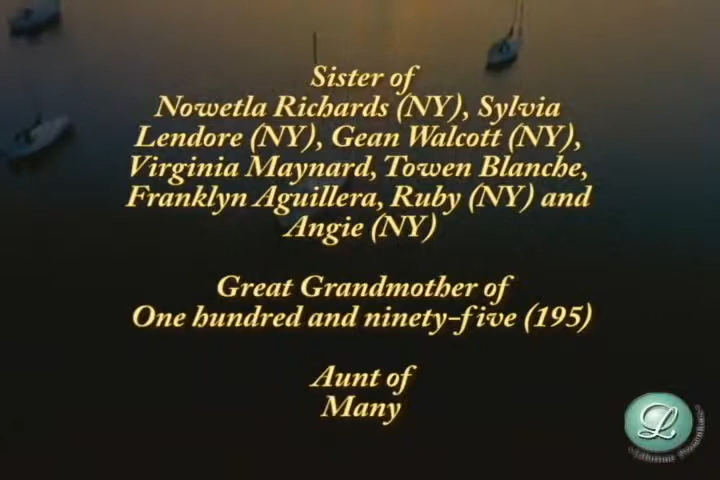 Sister of
Nowetla Richards (NY), Sylvia
Lendore (NY), Gean Walcott (NY),
Virginia Maynard, Towen Blanche,
Franklyn Aguillera, Ruby (NY) and
Angie (NY)
Great Grandmother of
One hundred and ninety-five (195)
Aunt of
Many
L